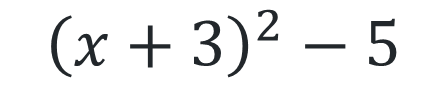 (x + 3)² − 5